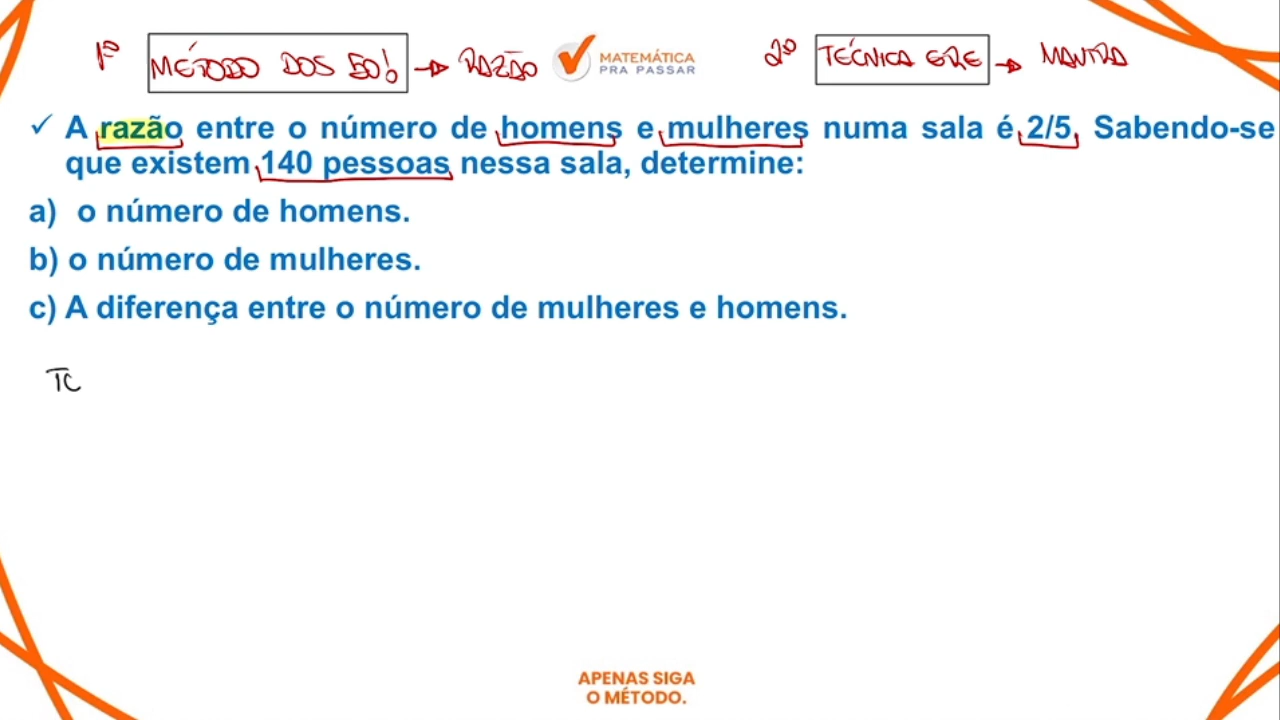 1º MÉTODO DOS 50! → RAZÃO
MATEMÁTICA
PRA PASSAR
2º TÉCNICA GRE → MANTRA
✓ A razão entre o número de homens e mulheres numa sala é 2/5. Sabendo-se
que existem 140 pessoas nessa sala, determine:
a) o número de homens.
b) o número de mulheres.
c) A diferença entre o número de mulheres e homens.
TC
APENAS SIGA
O MÉTODO.